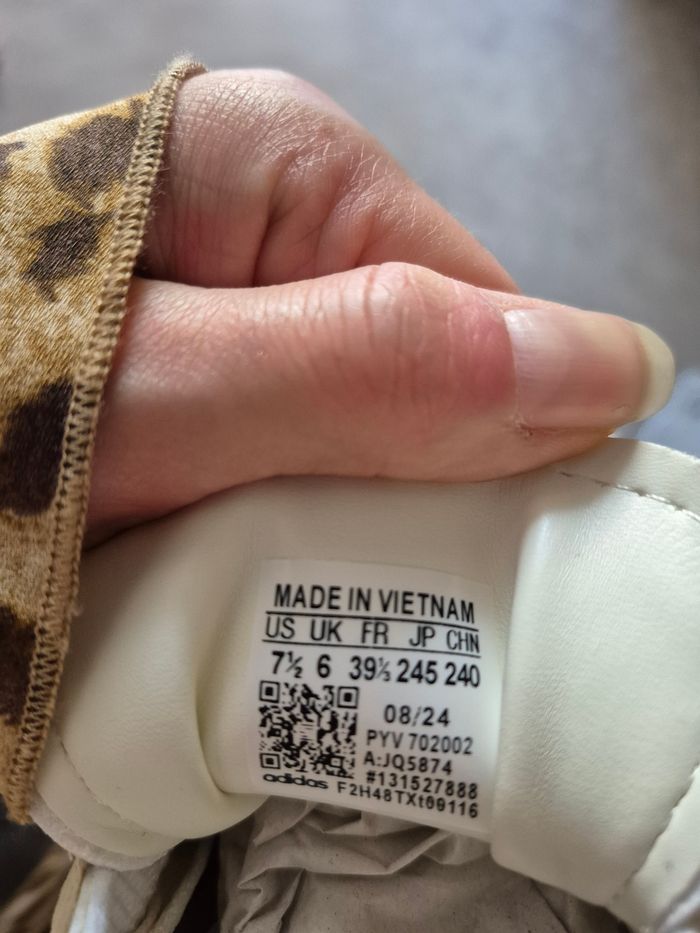 MADE IN VIETNAM
US UK FR JP CHN
7½ 6 39⅓ 245 240
08/24
PYV 702002
A:JQ5874
#131527888
adidas F2H48TXt09116